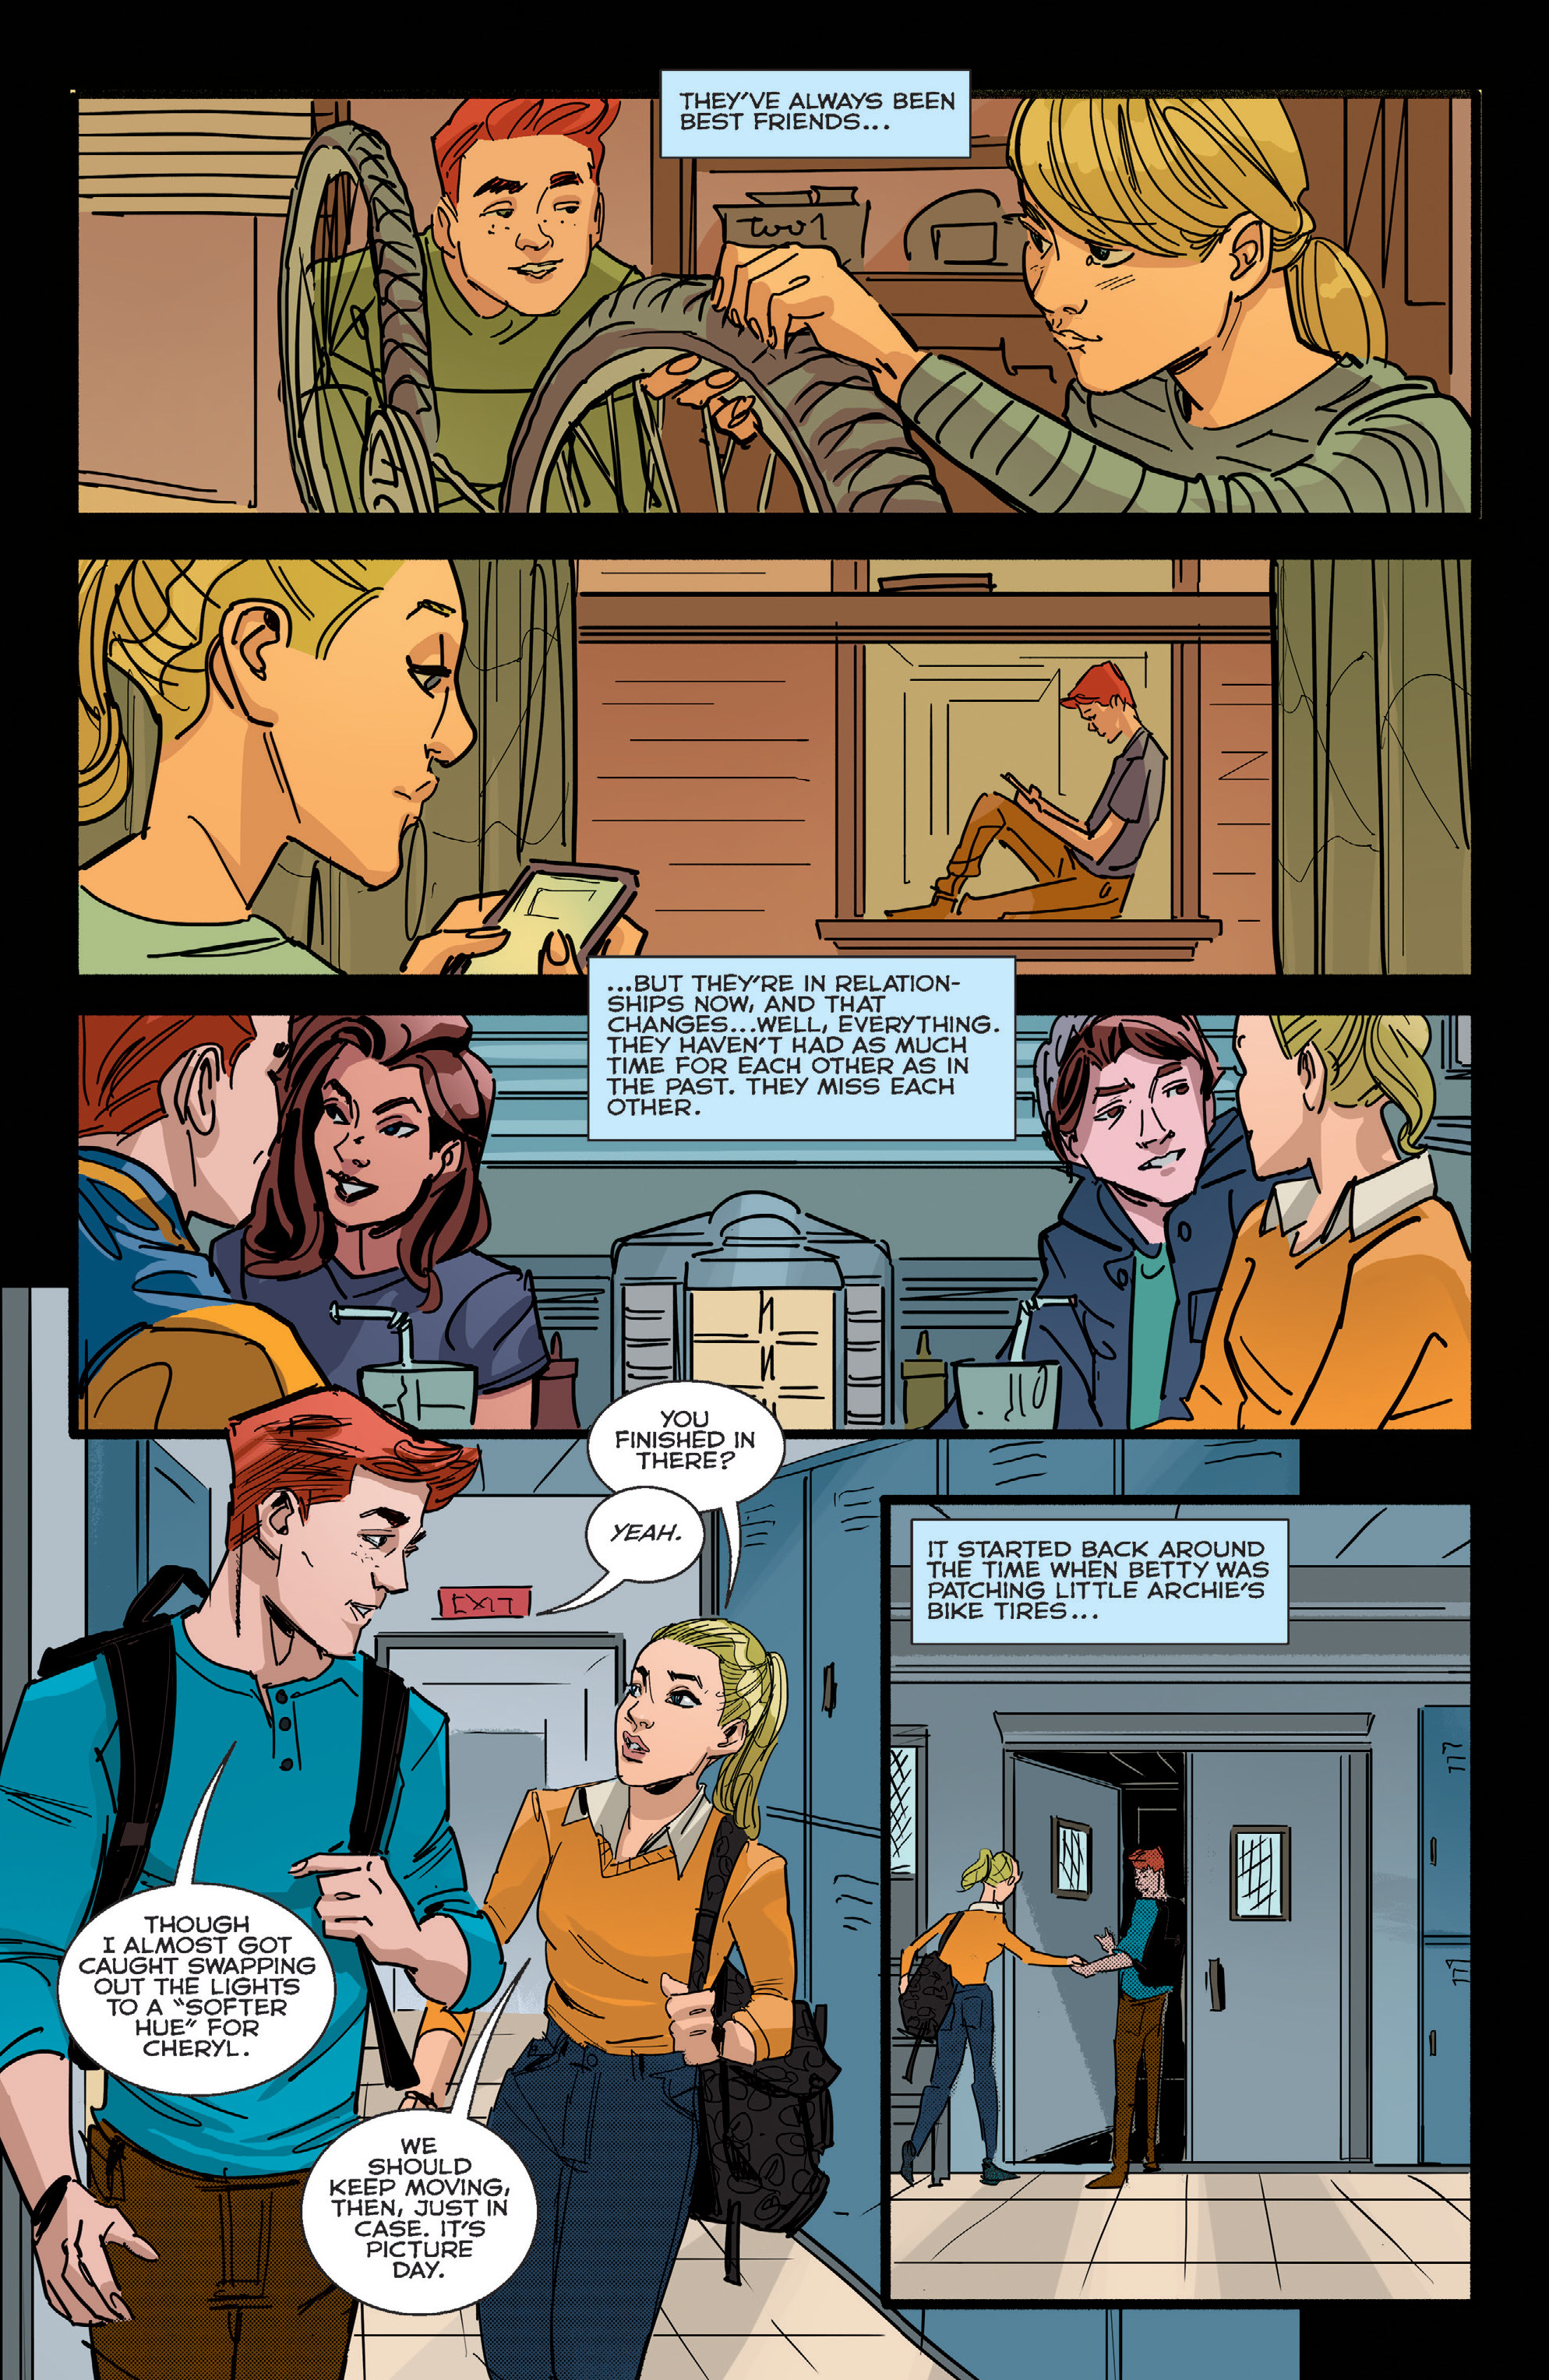 THEY'VE ALWAYS BEEN
BEST FRIENDS...
too1
...BUT THEY'RE IN RELATION-
SHIPS NOW, AND THAT
CHANGES...WELL, EVERYTHING.
THEY HAVEN'T HAD AS MUCH
TIME FOR EACH OTHER AS IN
THE PAST. THEY MISS EACH
OTHER.
YOU
FINISHED IN
THERE?
YEAH.
EXIT
THOUGH
I ALMOST GOT
CAUGHT SWAPPING
OUT THE LIGHTS
TO A "SOFTER
HUE" FOR
CHERYL.
WE
SHOULD
KEEP MOVING,
THEN, JUST IN
CASE. IT'S
PICTURE
DAY.
IT STARTED BACK AROUND
THE TIME WHEN BETTY WAS
PATCHING LITTLE ARCHIE'S
BIKE TIRES...